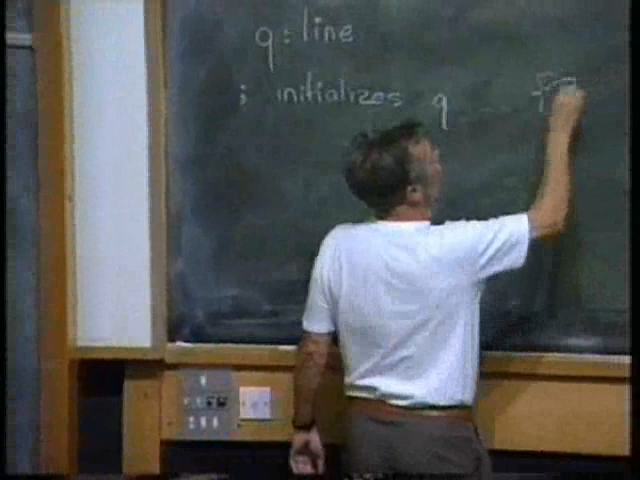 q : line
; initializes q